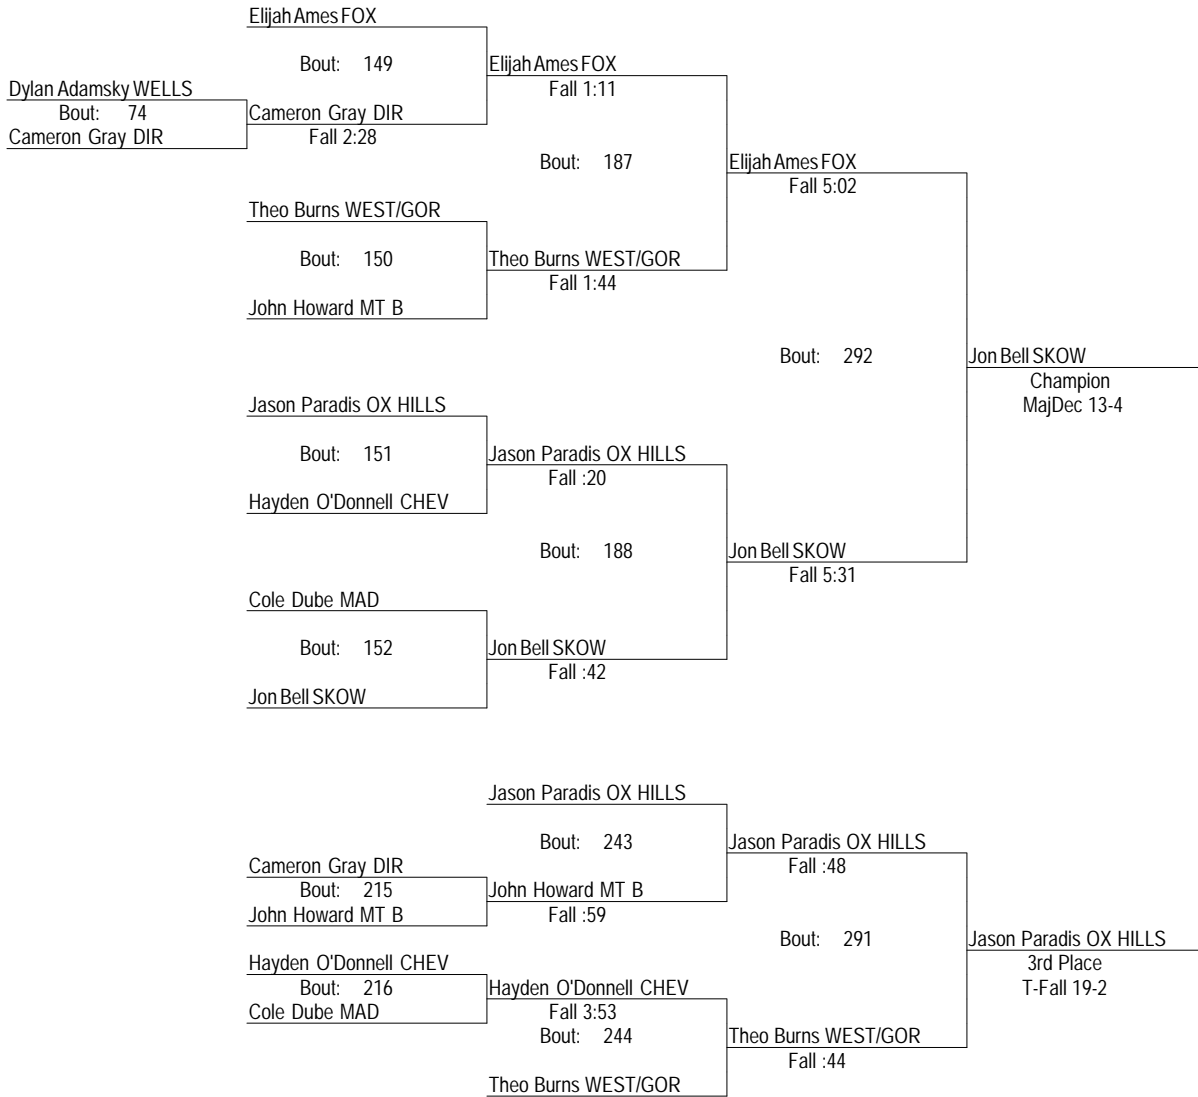 Elijah Ames FOX
Bout: 149
Elijah Ames FOX
Fall 1:11
Dylan Adamsky WELLS
Bout: 74
Cameron Gray DIR
Cameron Gray DIR
Fall 2:28
Bout: 187
Elijah Ames FOX
Fall 5:02
Theo Burns WEST/GOR
Bout: 150
Theo Burns WEST/GOR
Fall 1:44
John Howard MT B
Bout: 292
Jon Bell SKOW
Champion
MajDec 13-4
Jason Paradis OX HILLS
Bout: 151
Jason Paradis OX HILLS
Fall :20
Hayden O'Donnell CHEV
Bout: 188
Jon Bell SKOW
Fall 5:31
Cole Dube MAD
Bout: 152
Jon Bell SKOW
Fall :42
Jon Bell SKOW
Jason Paradis OX HILLS
Bout: 243
Jason Paradis OX HILLS
Fall :48
Cameron Gray DIR
Bout: 215
John Howard MT B
John Howard MT B
Fall :59
Bout: 291
Jason Paradis OX HILLS
3rd Place
T-Fall 19-2
Hayden O'Donnell CHEV
Bout: 216
Cole Dube MAD
Hayden O'Donnell CHEV
Fall 3:53
Bout: 244
Theo Burns WEST/GOR
Fall :44
Theo Burns WEST/GOR